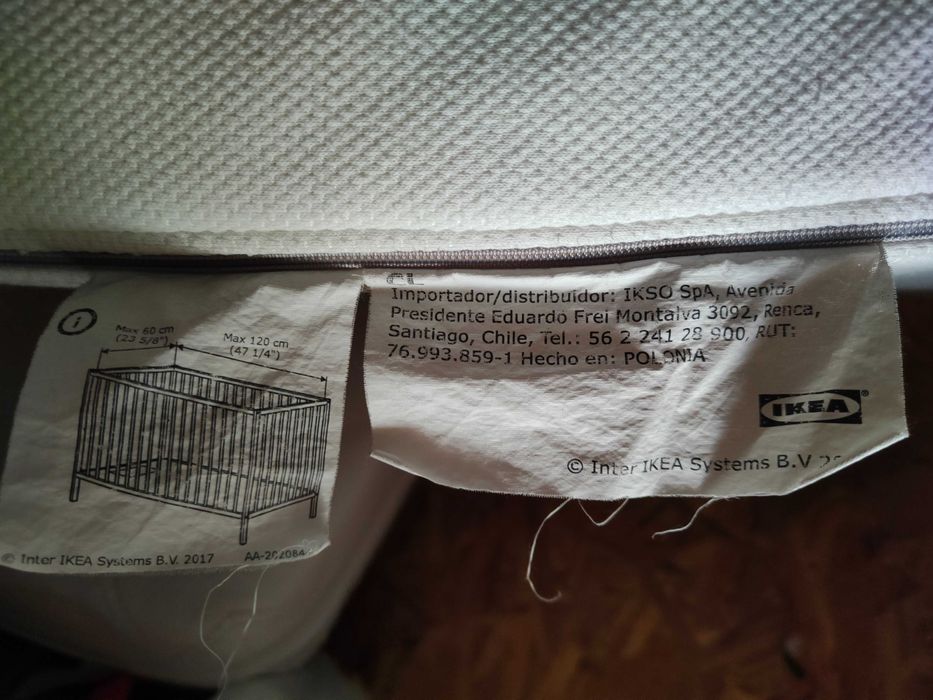 i
Max 60 cm
(23 5/8")
Max 120 cm
(47 1/4")
© Inter IKEA Systems B.V. 2017
CL
Importador/distribuidor: IKSO SpA, Avenida
Presidente Eduardo Frei Montalva 3092, Renca,
Santiago, Chile, Tel.: 56 2 241 28 900, RUT:
76.993.859-1 Hecho en: POLONIA
IKEA®
© Inter IKEA Systems B.V